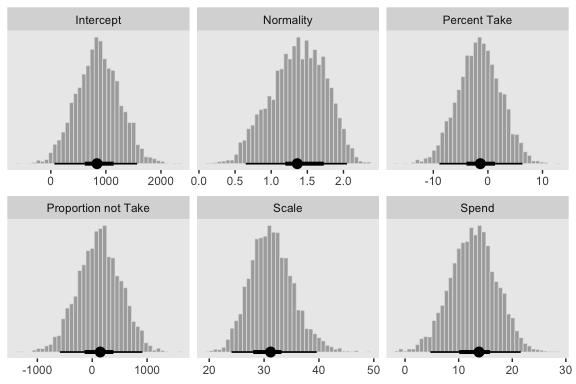 Intercept Normality Percent Take
0 1000 2000 0.0 0.5 1.0 1.5 2.0 -10 0 10
Proportion not Take Scale Spend
-1000 0 1000 20 30 40 50 0 10 20 30